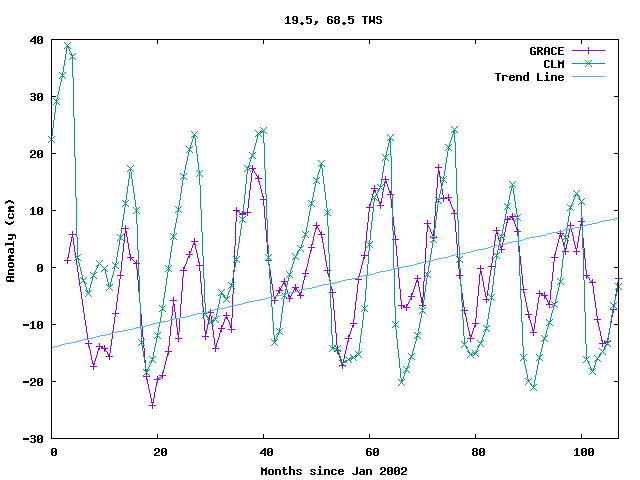 19.5, 68.5 TWS
GRACE
CLM
Trend Line
40
30
20
10
0
-10
-20
-30
Anomaly (cm)
0 20 40 60 80 100
Months since Jan 2002